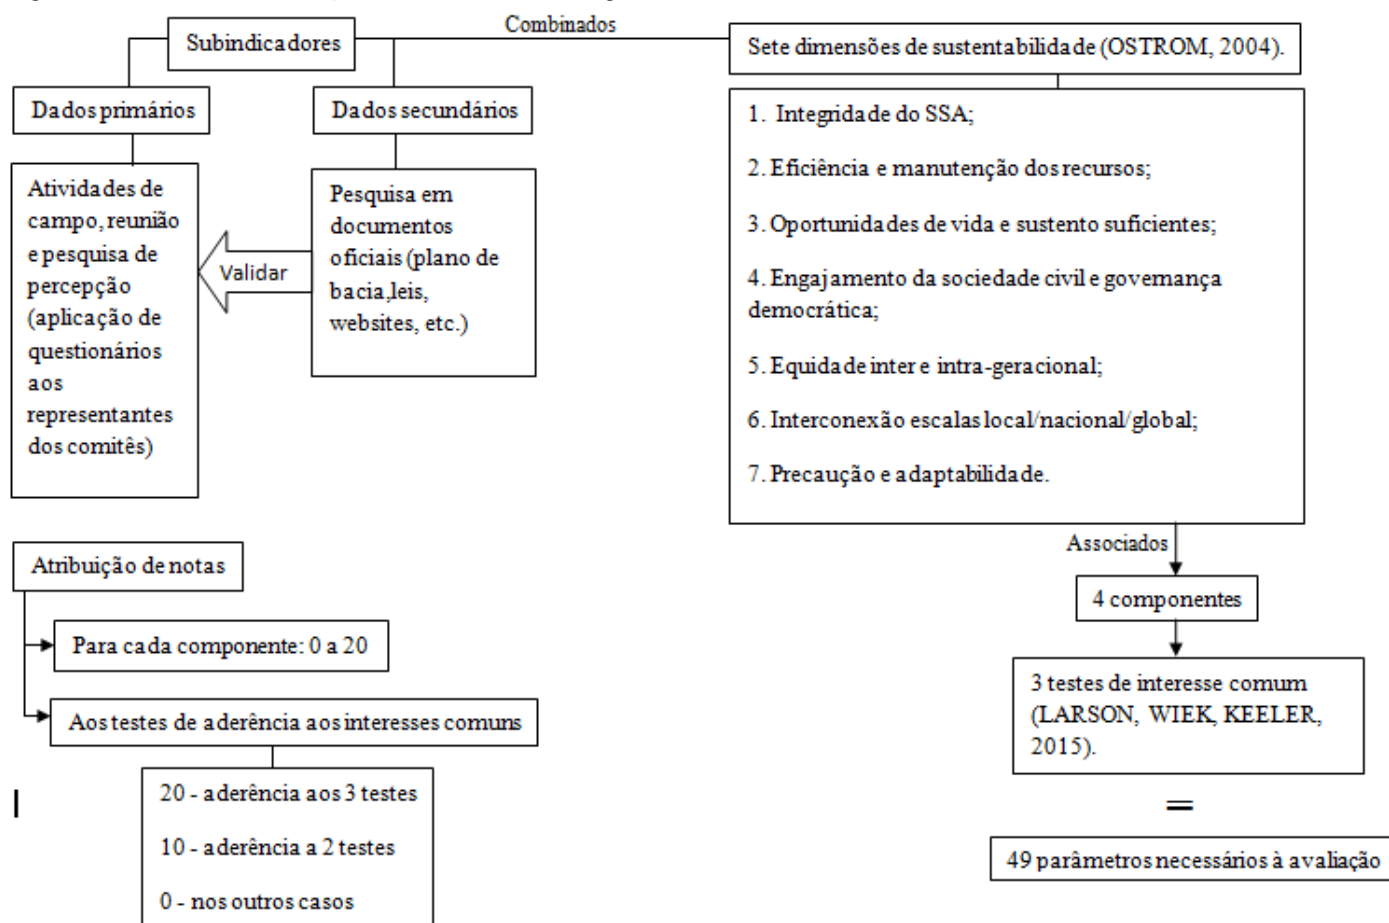 Subindicadores
Combinados
Sete dimensões de sustentabilidade (OSTROM, 2004).
Dados primários
Dados secundários
Atividades de
campo, reunião
e pesquisa de
percepção
(aplicação de
questionários
aos
representantes
dos comitês)
Validar
Pesquisa em
documentos
oficiais (plano de
bacia,leis,
websites, etc.)
1. Integridade do SSA;
2. Eficiência e manutenção dos recursos;
3. Oportunidades de vida e sustento suficientes;
4. Engajamento da sociedade civil e governança
democrática;
5. Equidade inter e intra-geracional;
6. Interconexão escalas local/nacional/global;
7. Precaução e adaptabilidade.
Associados
4 componentes
3 testes de interesse comum
(LARSON, WIEK, KEELER,
2015).
=
49 parâmetros necessários à avaliação
Atribuição de notas
Para cada componente: 0 a 20
Aos testes de aderência aos interesses comuns
20 - aderência aos 3 testes
10 - aderência a 2 testes
0 - nos outros casos